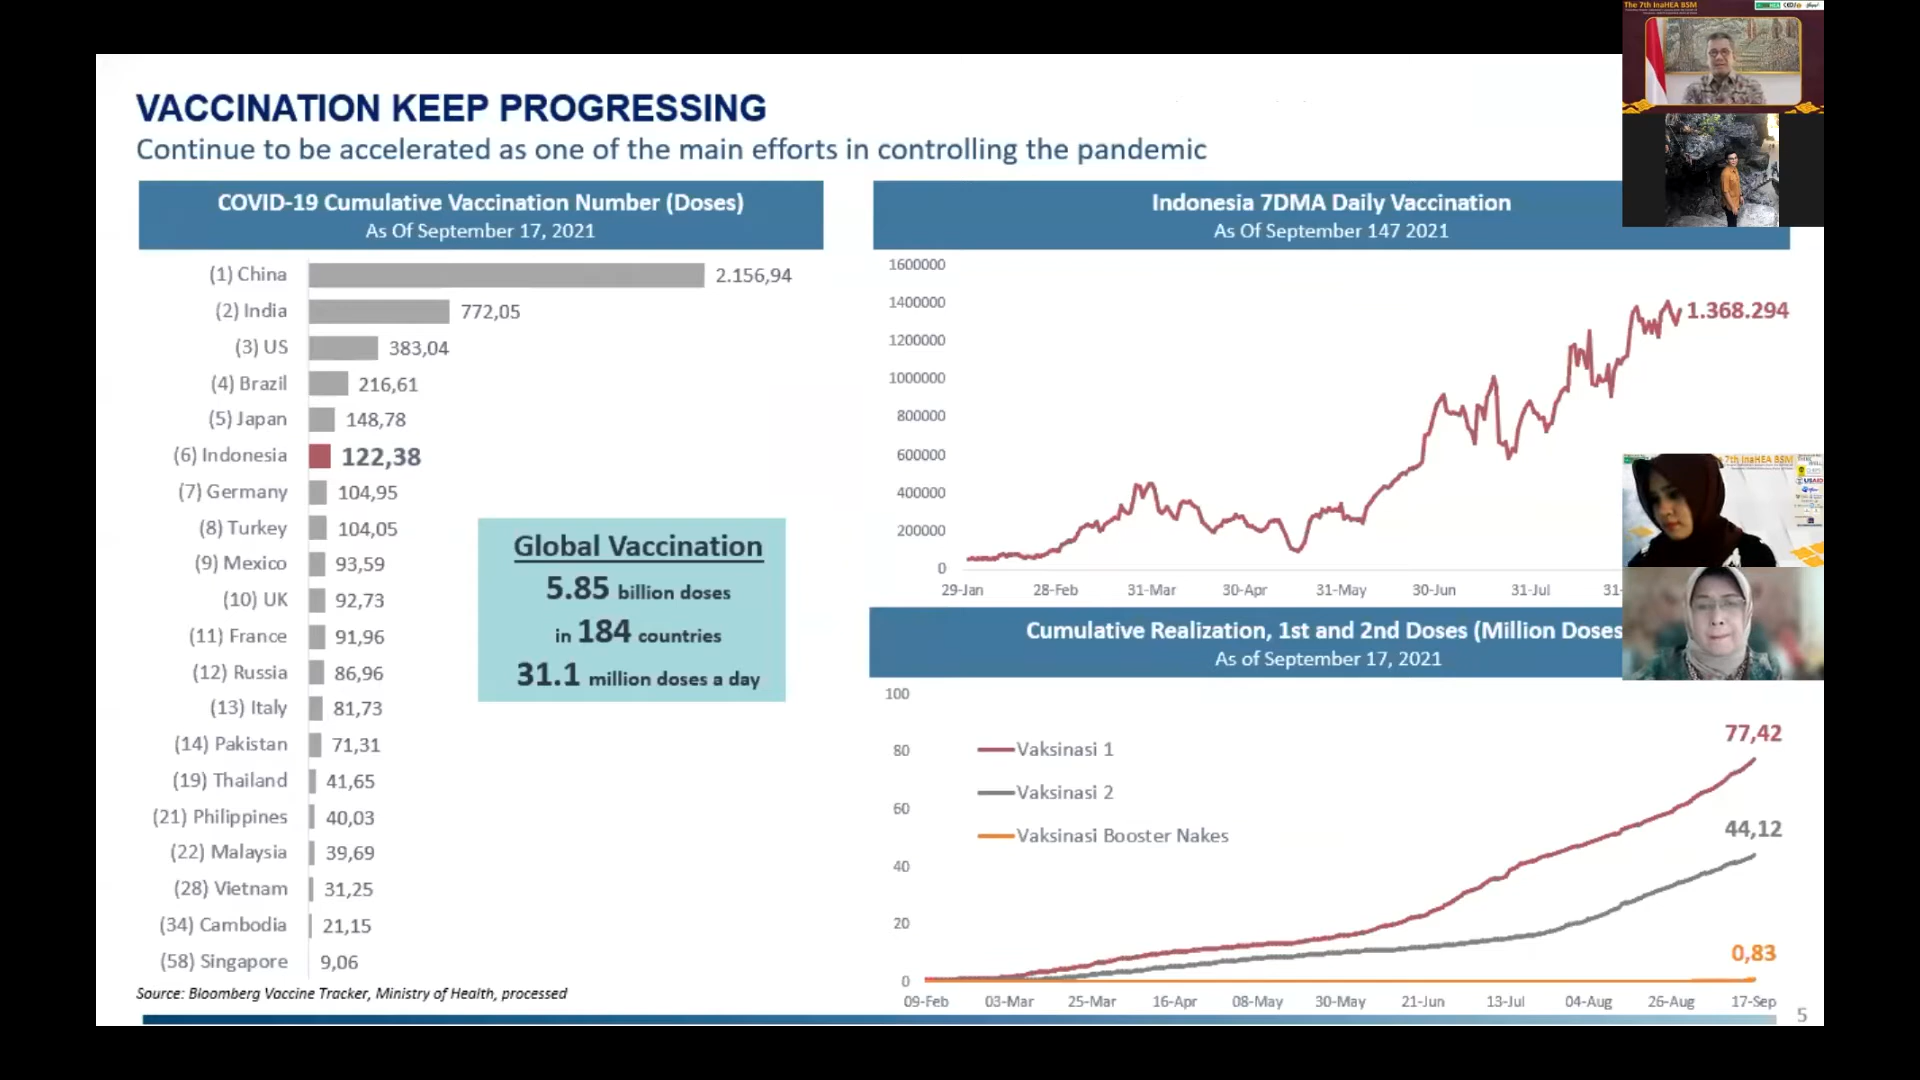 VACCINATION KEEP PROGRESSING
Continue to be accelerated as one of the main efforts in controlling the pandemic
COVID-19 Cumulative Vaccination Number (Doses)
As Of September 17, 2021
(1) China 2.156,94
(2) India 772,05
(3) US 383,04
(4) Brazil 216,61
(5) Japan 148,78
(6) Indonesia 122,38
(7) Germany 104,95
(8) Turkey 104,05
(9) Mexico 93,59
(10) UK 92,73
(11) France 91,96
(12) Russia 86,96
(13) Italy 81,73
(14) Pakistan 71,31
(19) Thailand 41,65
(21) Philippines 40,03
(22) Malaysia 39,69
(28) Vietnam 31,25
(34) Cambodia 21,15
(58) Singapore 9,06
Global Vaccination
5.85 billion doses
in 184 countries
31.1 million doses a day
Source: Bloomberg Vaccine Tracker, Ministry of Health, processed
Indonesia 7DMA Daily Vaccination
As Of September 147 2021
1600000
1400000
1200000
1000000
800000
600000
400000
200000
0
1.368.294
29-Jan 28-Feb 31-Mar 30-Apr 31-May 30-Jun 31-Jul 31-
Cumulative Realization, 1st and 2nd Doses (Million Doses
As of September 17, 2021
100
80
60
40
20
0
Vaksinasi 1
Vaksinasi 2
Vaksinasi Booster Nakes
77,42
44,12
0,83
09-Feb 03-Mar 25-Mar 16-Apr 08-May 30-May 21-Jun 13-Jul 04-Aug 26-Aug 17-Sep
5
The 7th InaHEA BSM
The 7th InaHEA BSM
USAID